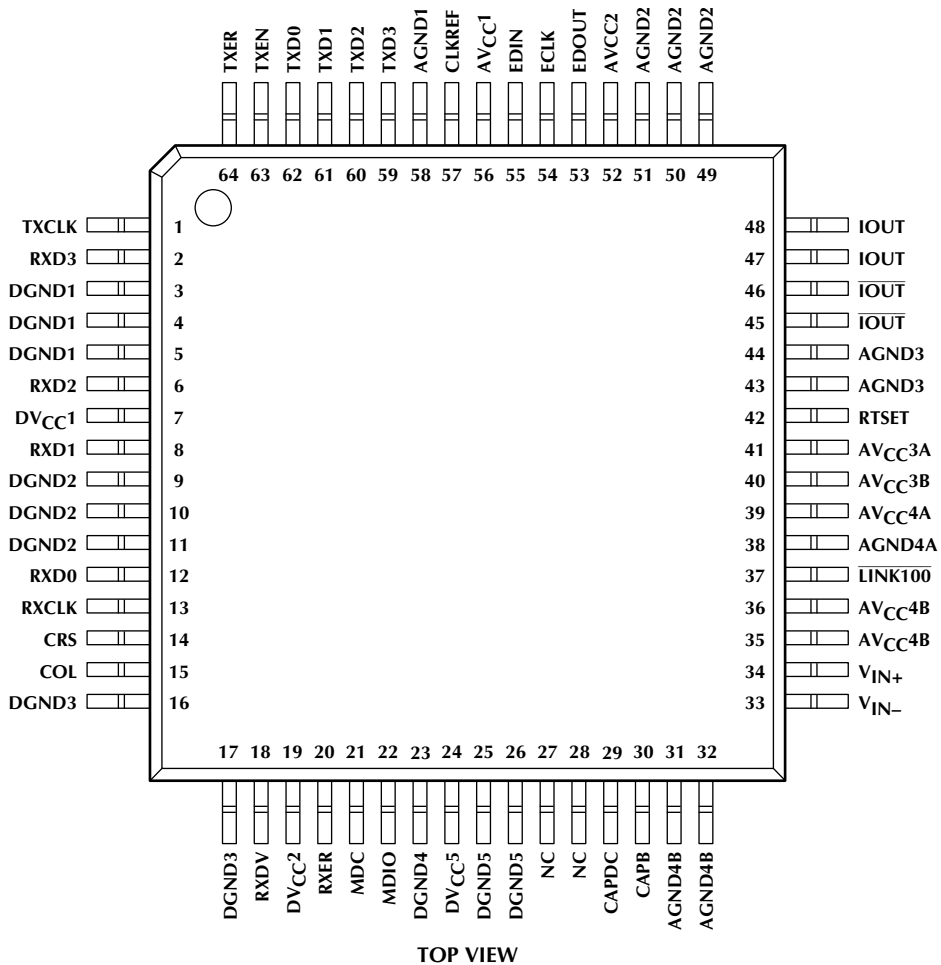 TXER TXEN TXD0 TXD1 TXD2 TXD3 AGND1 CLKREF AVCC1 EDIN ECLK EDOUT AVCC2 AGND2 AGND2 AGND2
64 63 62 61 60 59 58 57 56 55 54 53 52 51 50 49
TXCLK 1 48 IOUT
RXD3 2 47 IOUT
DGND1 3 46 IOUT
DGND1 4 45 IOUT
DGND1 5 44 AGND3
RXD2 6 43 AGND3
DVCC1 7 42 RTSET
RXD1 8 41 AVCC3A
DGND2 9 40 AVCC3B
DGND2 10 39 AVCC4A
DGND2 11 38 AGND4A
RXD0 12 37 LINK100
RXCLK 13 36 AVCC4B
CRS 14 35 AVCC4B
COL 15 34 VIN+
DGND3 16 33 VIN–
17 18 19 20 21 22 23 24 25 26 27 28 29 30 31 32
DGND3 RXDV DVCC2 RXER MDC MDIO DGND4 DVCC5 DGND5 DGND5 NC NC CAPDC CAPB AGND4B AGND4B
TOP VIEW